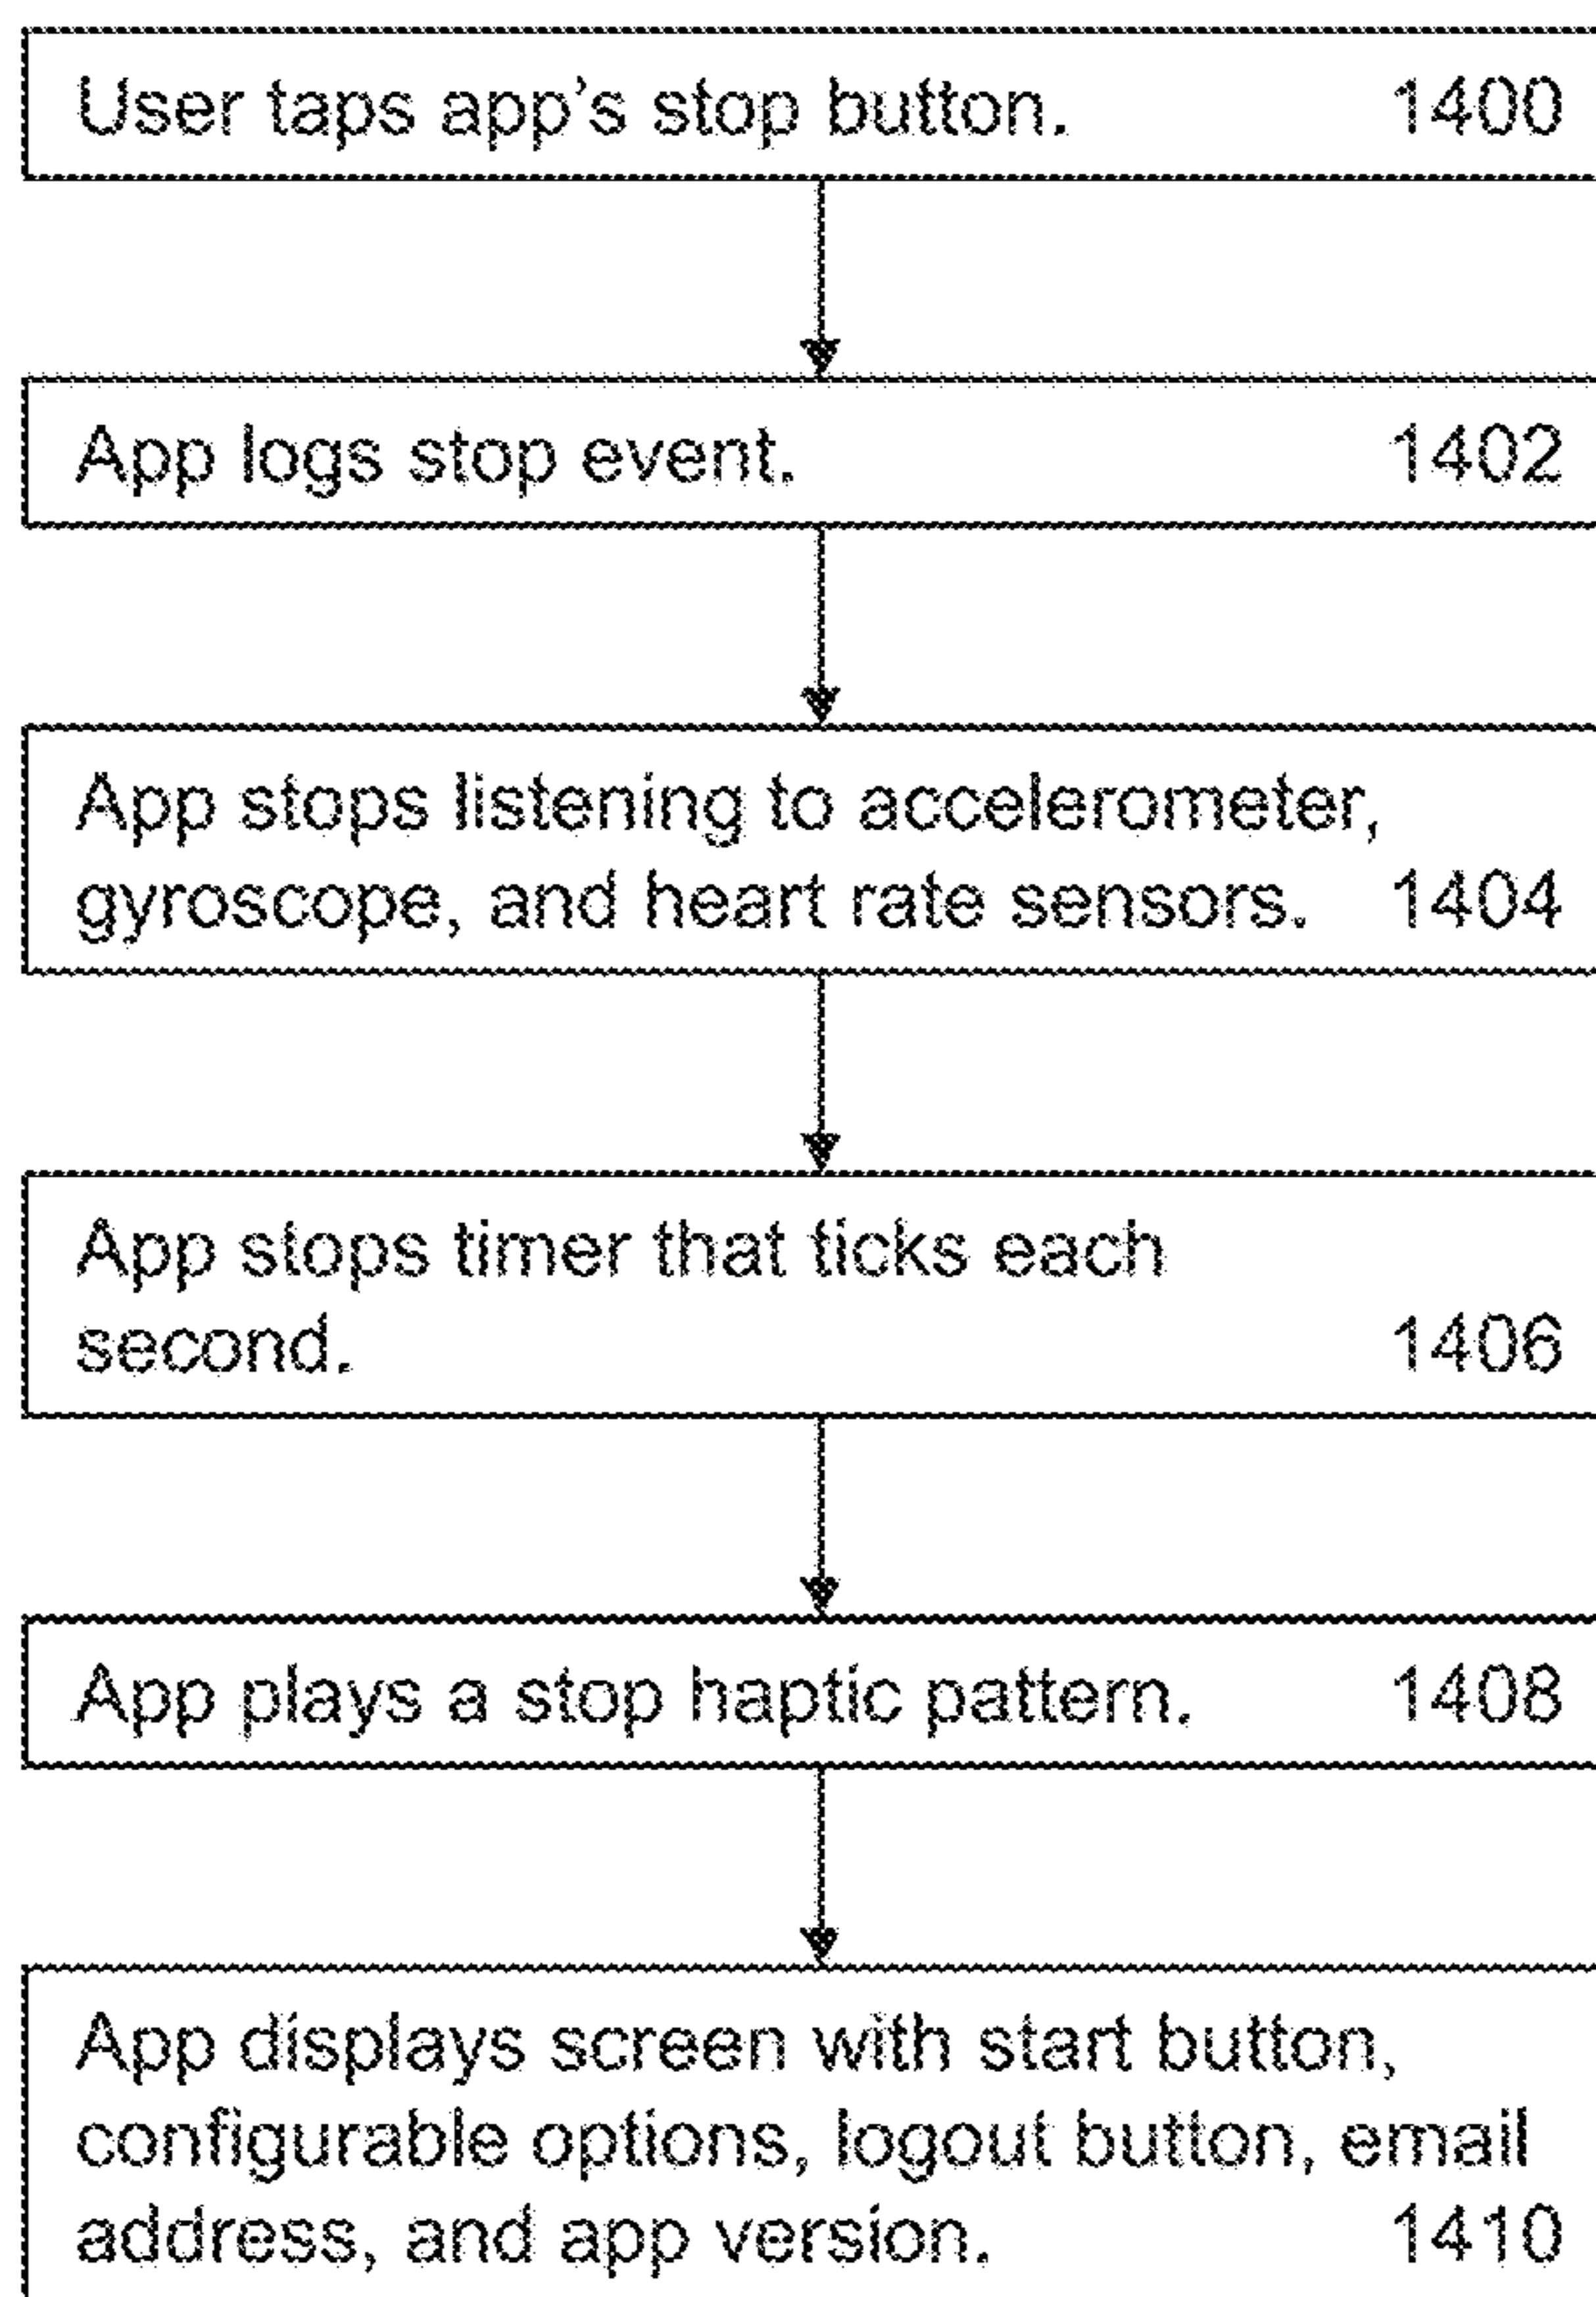 User taps app's stop button. 1400
App logs stop event. 1402
App stops listening to accelerometer,
gyroscope, and heart rate sensors. 1404
App stops timer that ticks each
second. 1406
App plays a stop haptic pattern. 1408
App displays screen with start button,
configurable options, logout button, email
address, and app version. 1410